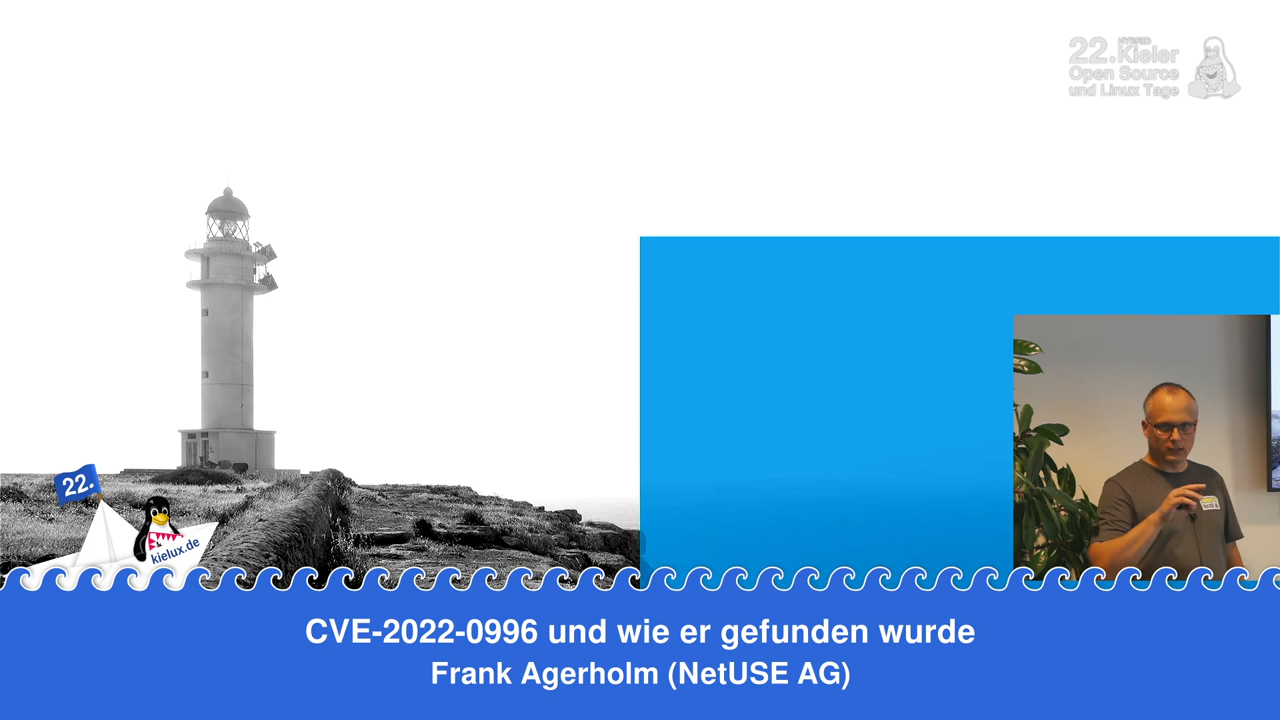 22.
HYBRID
Kieler
Open Source
und Linux Tage
22.
kielux.de
CVE-2022-0996 und wie er gefunden wurde
Frank Agerholm (NetUSE AG)